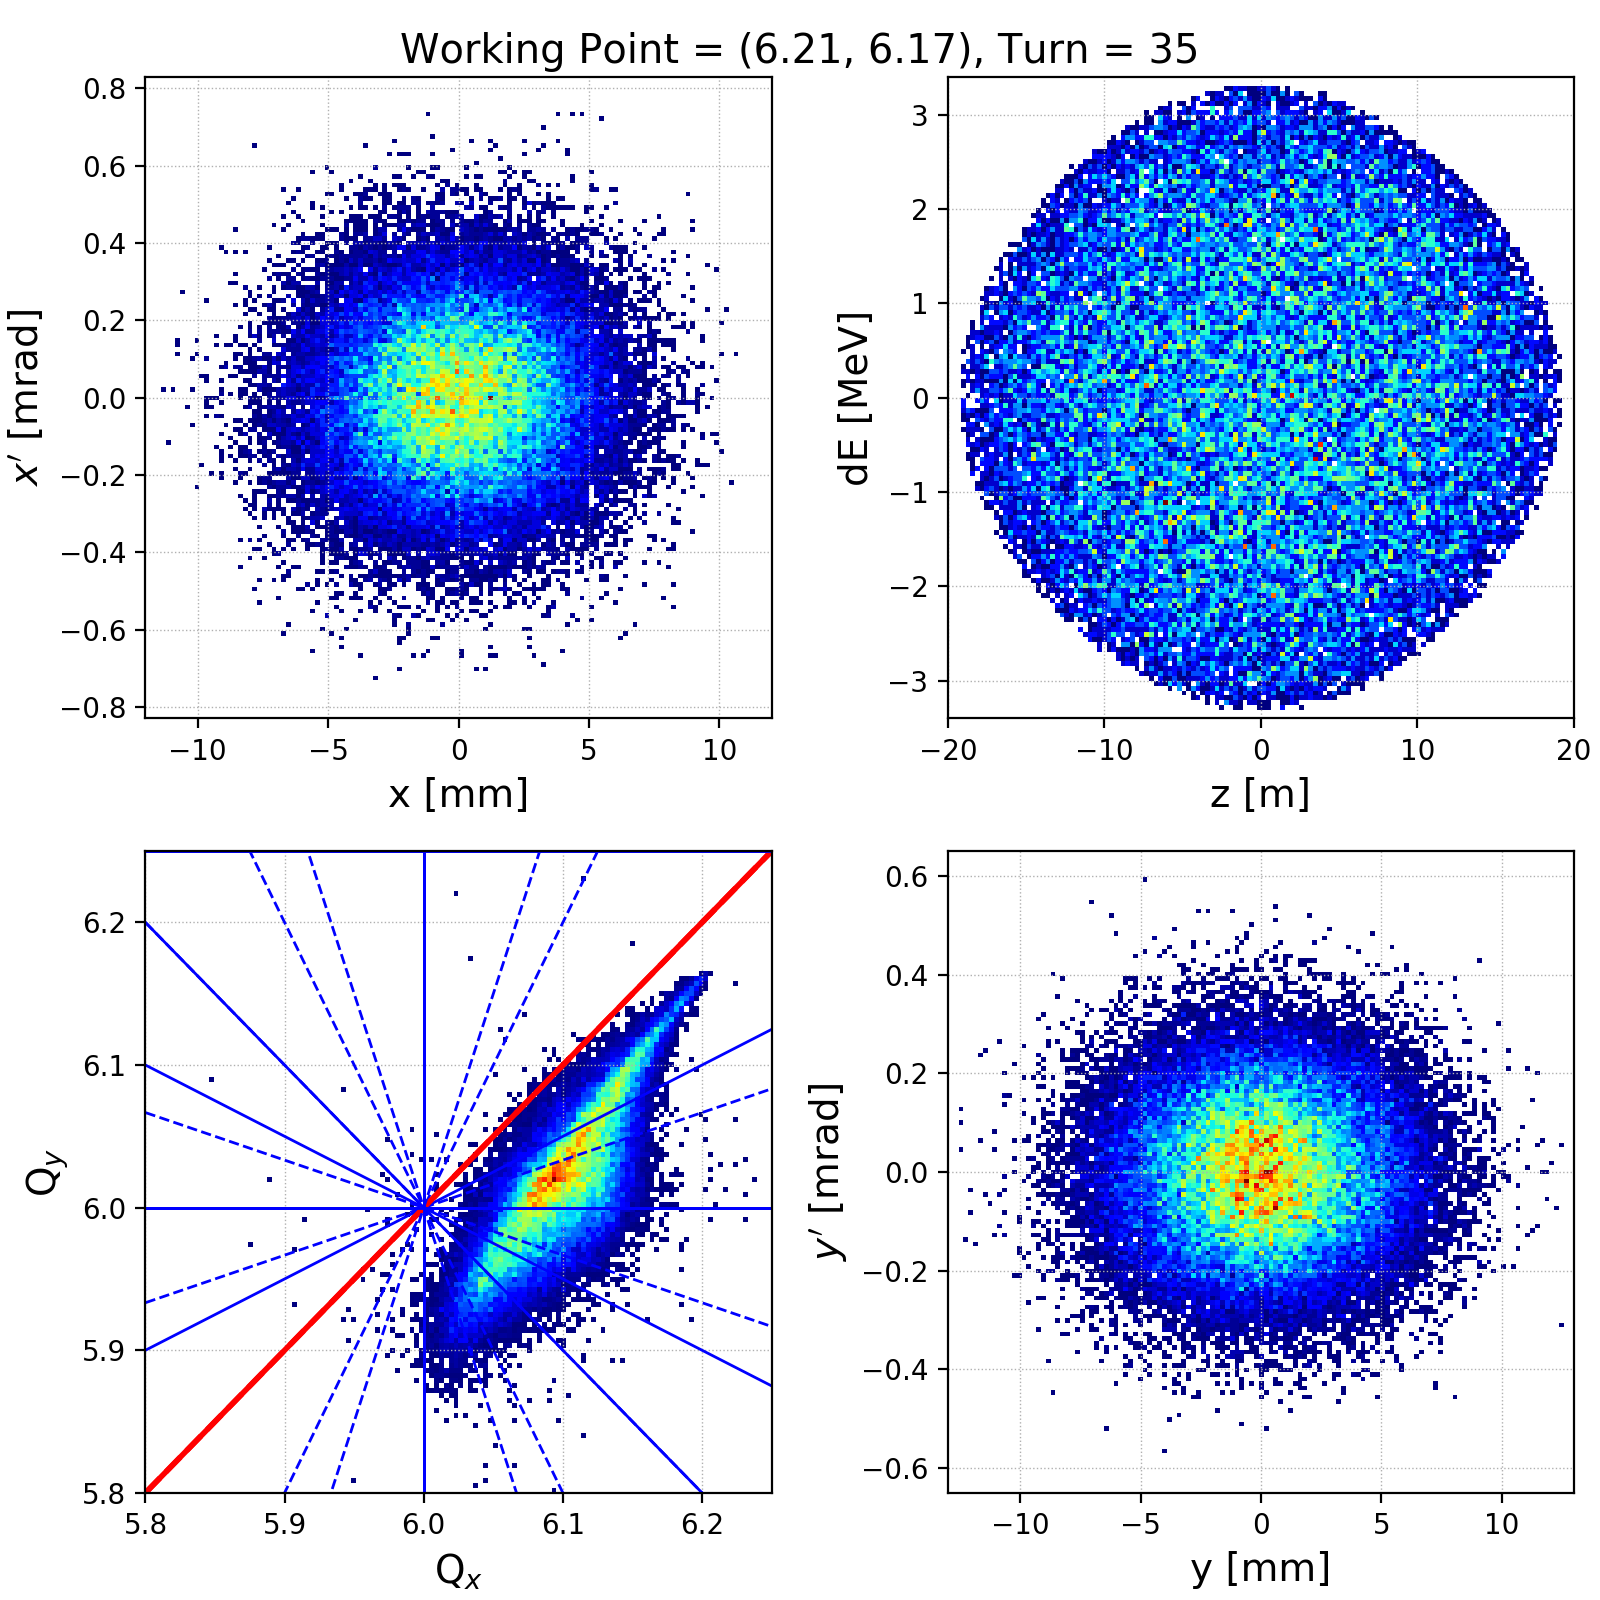 Working Point = (6.21, 6.17), Turn = 35
0.8
0.6
0.4
0.2
0.0
−0.2
−0.4
−0.6
−0.8
x′ [mrad]
−10 −5 0 5 10
x [mm]
3
2
1
0
−1
−2
−3
dE [MeV]
−20 −10 0 10 20
z [m]
6.2
6.1
6.0
5.9
5.8
Qy
5.8 5.9 6.0 6.1 6.2
Qx
0.6
0.4
0.2
0.0
−0.2
−0.4
−0.6
y′ [mrad]
−10 −5 0 5 10
y [mm]